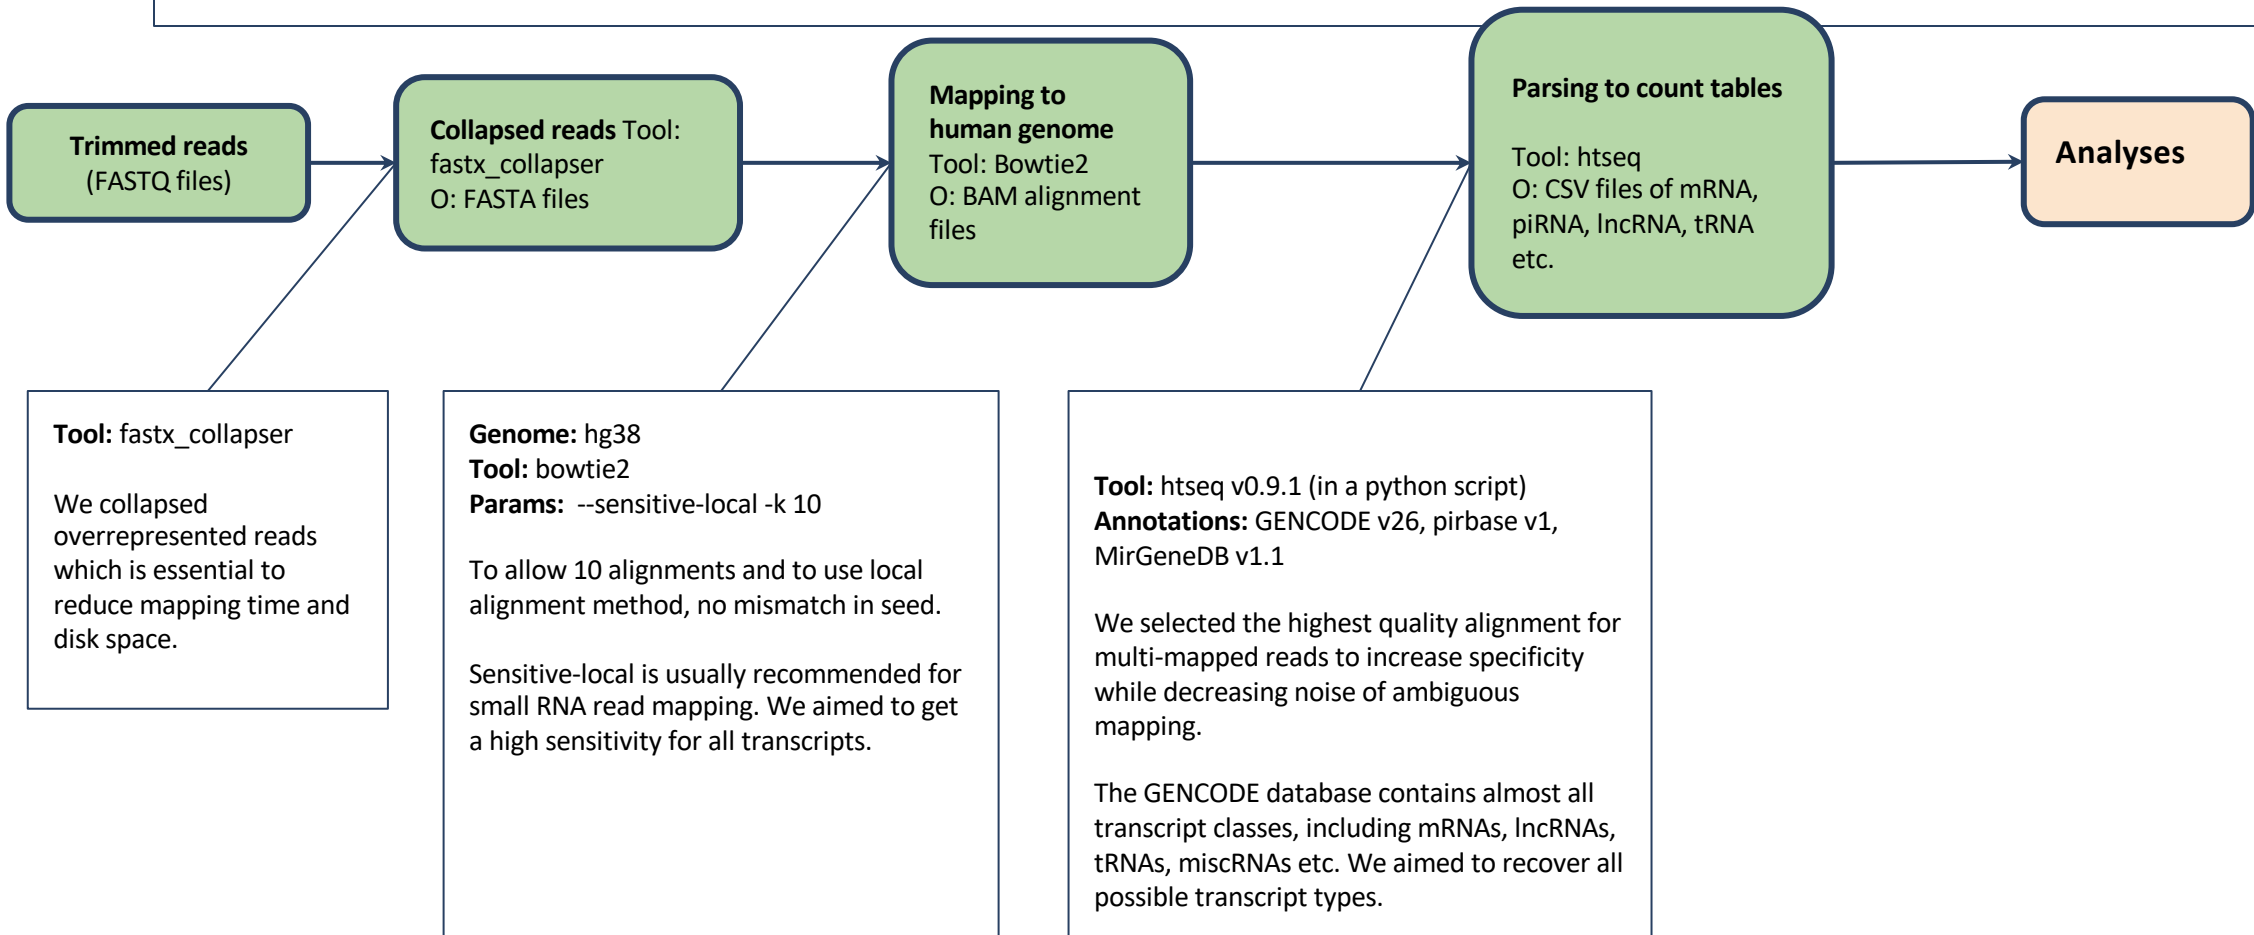 Trimmed reads
(FASTQ files)
Collapsed reads Tool:
fastx_collapser
O: FASTA files
Mapping to
human genome
Tool: Bowtie2
O: BAM alignment
files
Parsing to count tables
Tool: htseq
O: CSV files of mRNA,
piRNA, lncRNA, tRNA
etc.
Analyses
Tool: fastx_collapser
We collapsed
overrepresented reads
which is essential to
reduce mapping time and
disk space.
Genome: hg38
Tool: bowtie2
Params: --sensitive-local -k 10
To allow 10 alignments and to use local
alignment method, no mismatch in seed.
Sensitive-local is usually recommended for
small RNA read mapping. We aimed to get
a high sensitivity for all transcripts.
Tool: htseq v0.9.1 (in a python script)
Annotations: GENCODE v26, pirbase v1,
MirGeneDB v1.1
We selected the highest quality alignment for
multi-mapped reads to increase specificity
while decreasing noise of ambiguous
mapping.
The GENCODE database contains almost all
transcript classes, including mRNAs, lncRNAs,
tRNAs, miscRNAs etc. We aimed to recover all
possible transcript types.